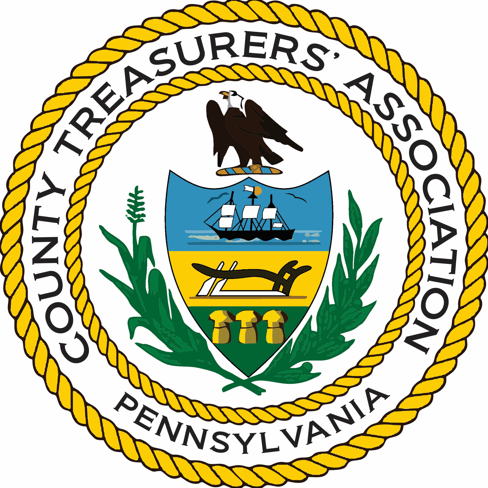 COUNTY TREASURERS' ASSOCIATION
PENNSYLVANIA